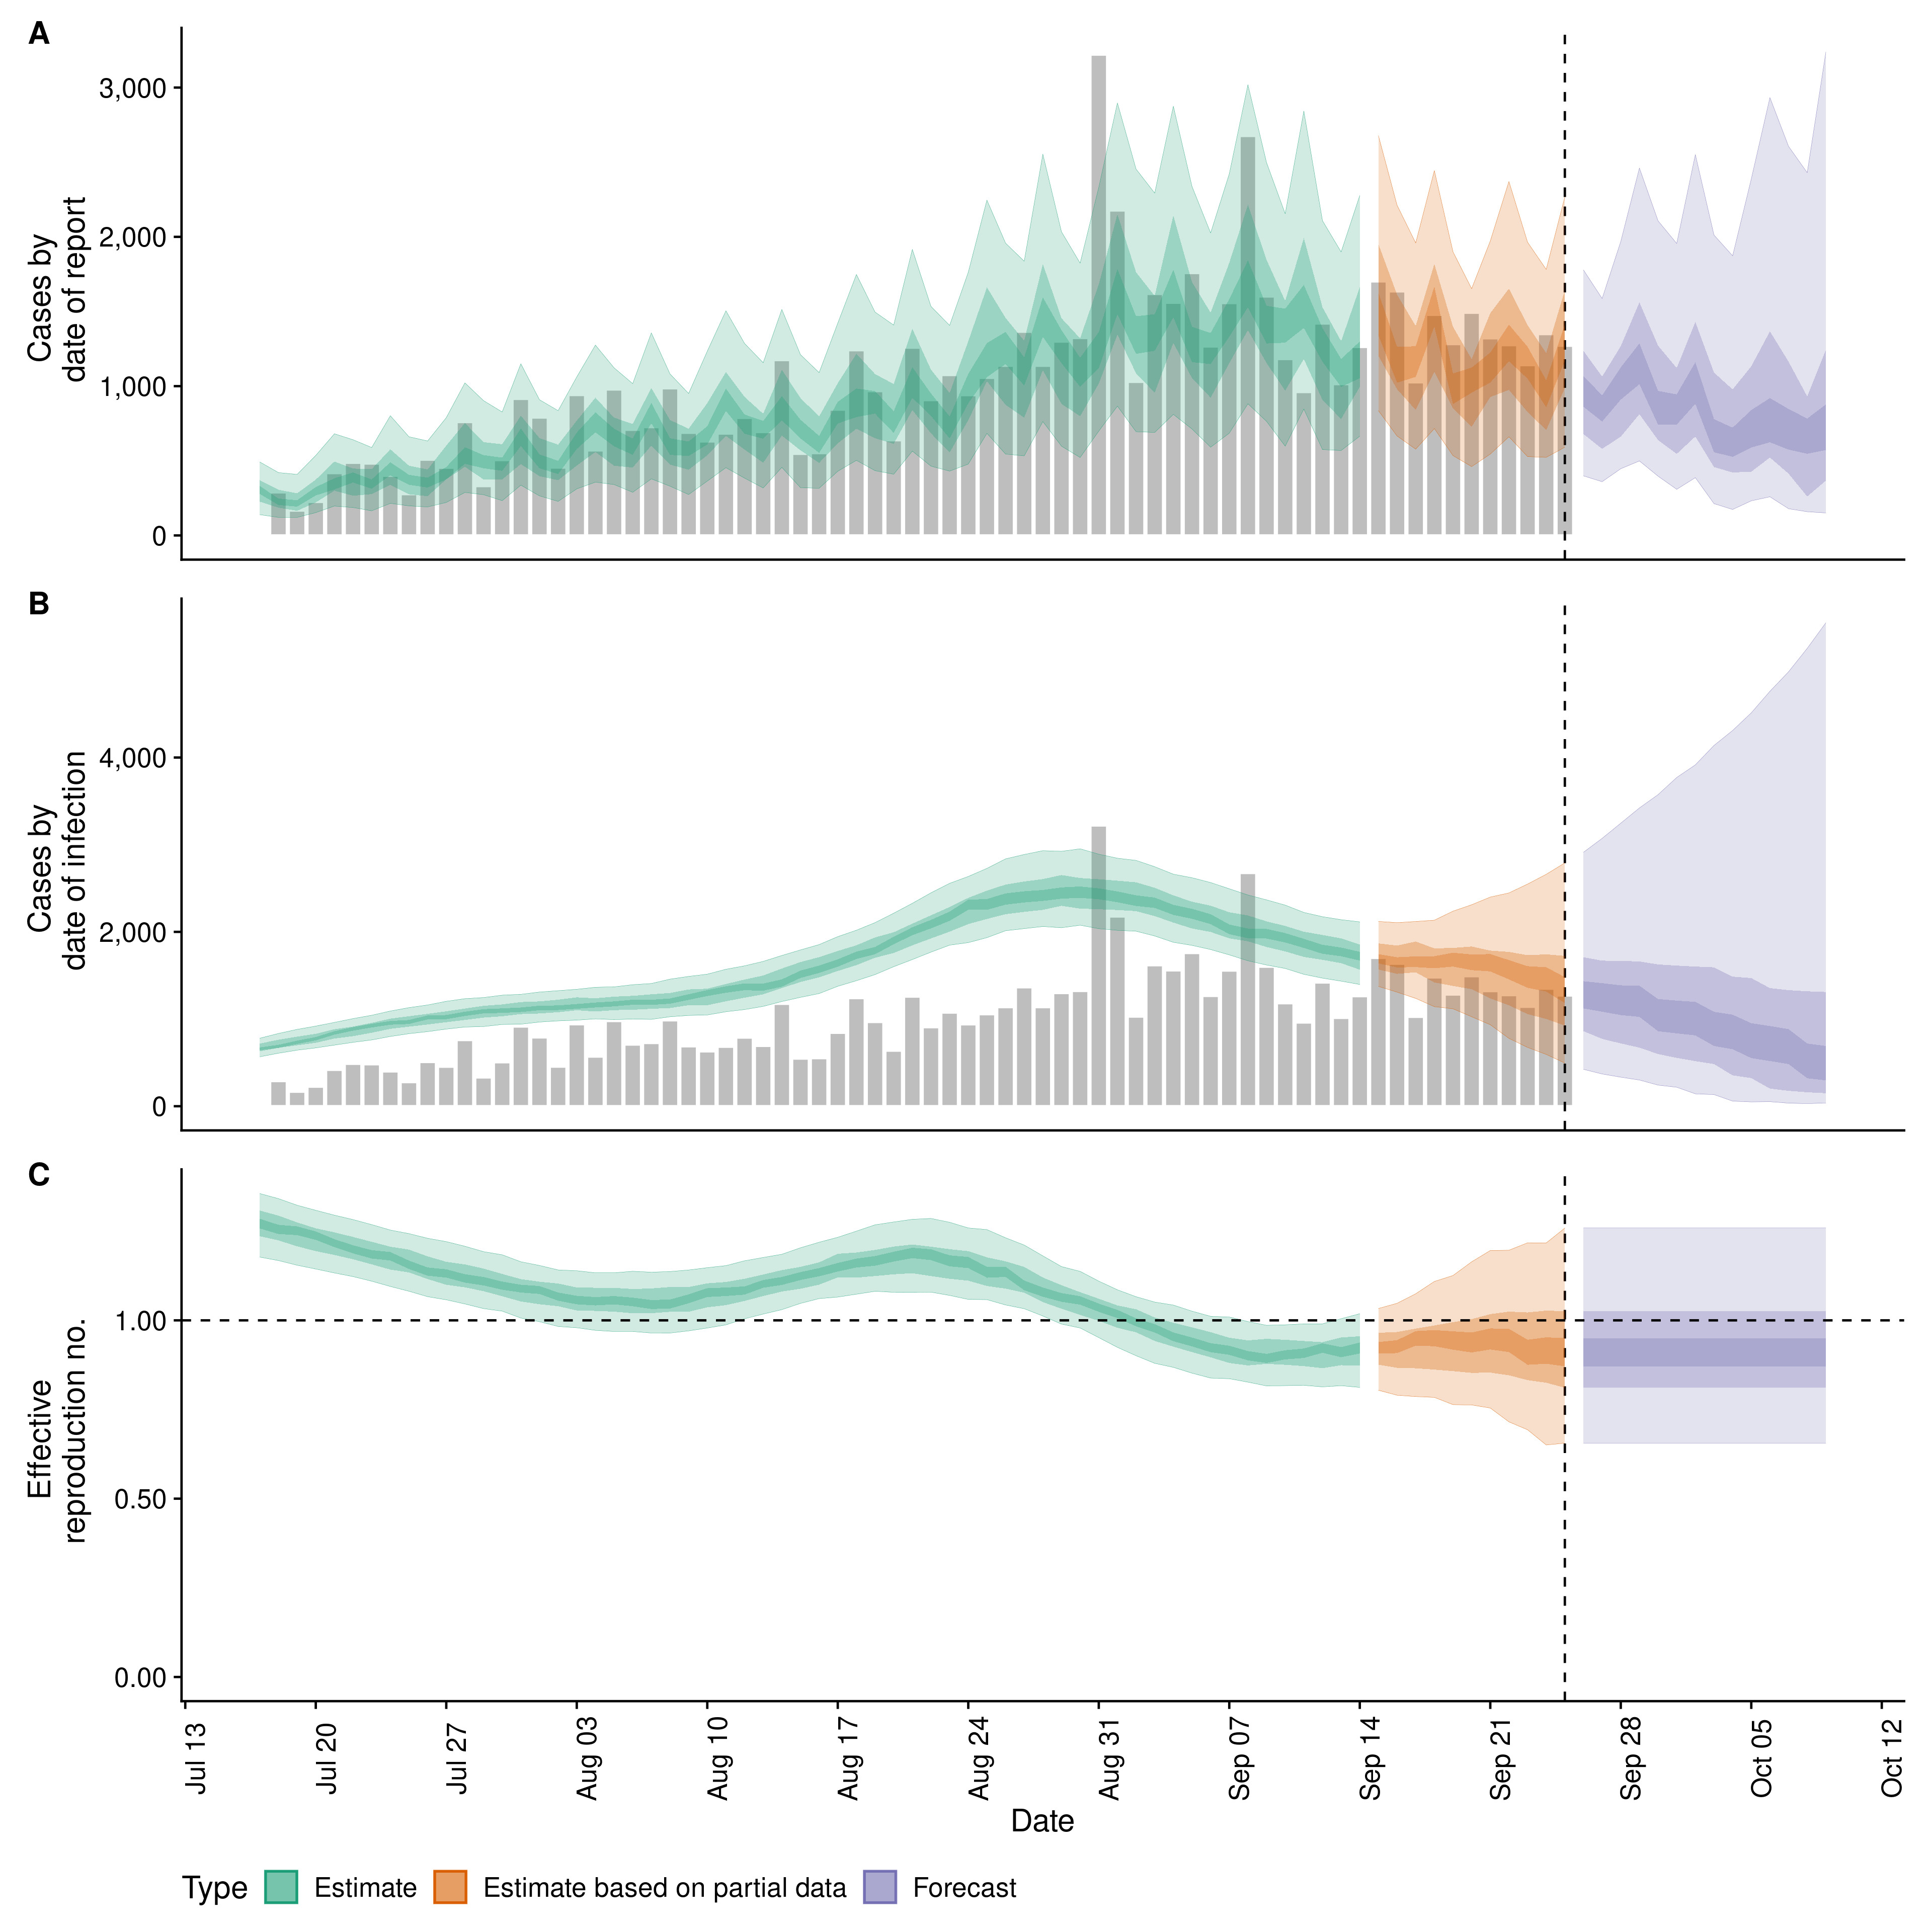 A
Cases by
date of report
3,000
2,000
1,000
0
B
Cases by
date of infection
4,000
2,000
0
C
Effective
reproduction no.
1.00
0.50
0.00
Jul 13
Jul 20
Jul 27
Aug 03
Aug 10
Aug 17
Aug 24
Aug 31
Sep 07
Sep 14
Sep 21
Sep 28
Oct 05
Oct 12
Date
Type Estimate Estimate based on partial data Forecast